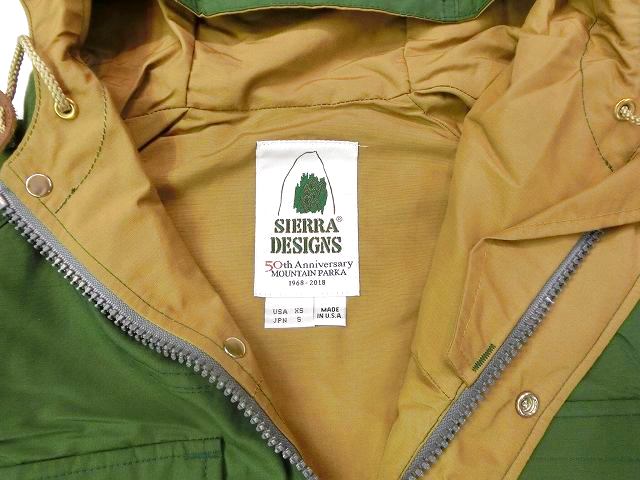 SIERRA®
DESIGNS
50th Anniversary
MOUNTAIN PARKA
1968-2018
USA XS
JPN S
MADE
IN U.S.A.